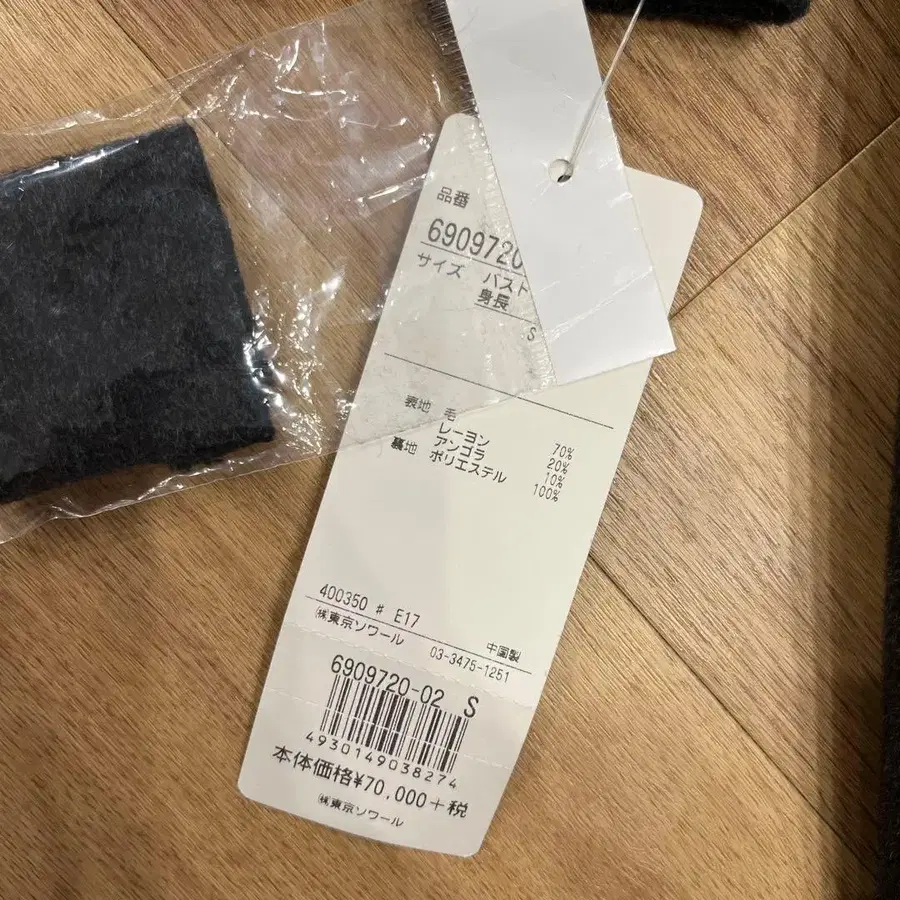 品番
6909720
サイズ バスト
身長
S
表地 毛 70%
レーヨン 20%
アンゴラ 10%
裏地 ポリエステル 100%
400350 # E17
㈱東京ソワール 中国製
03-3475-1251
6909720-02 S
4930149038274
本体価格¥70,000+税
㈱東京ソワール